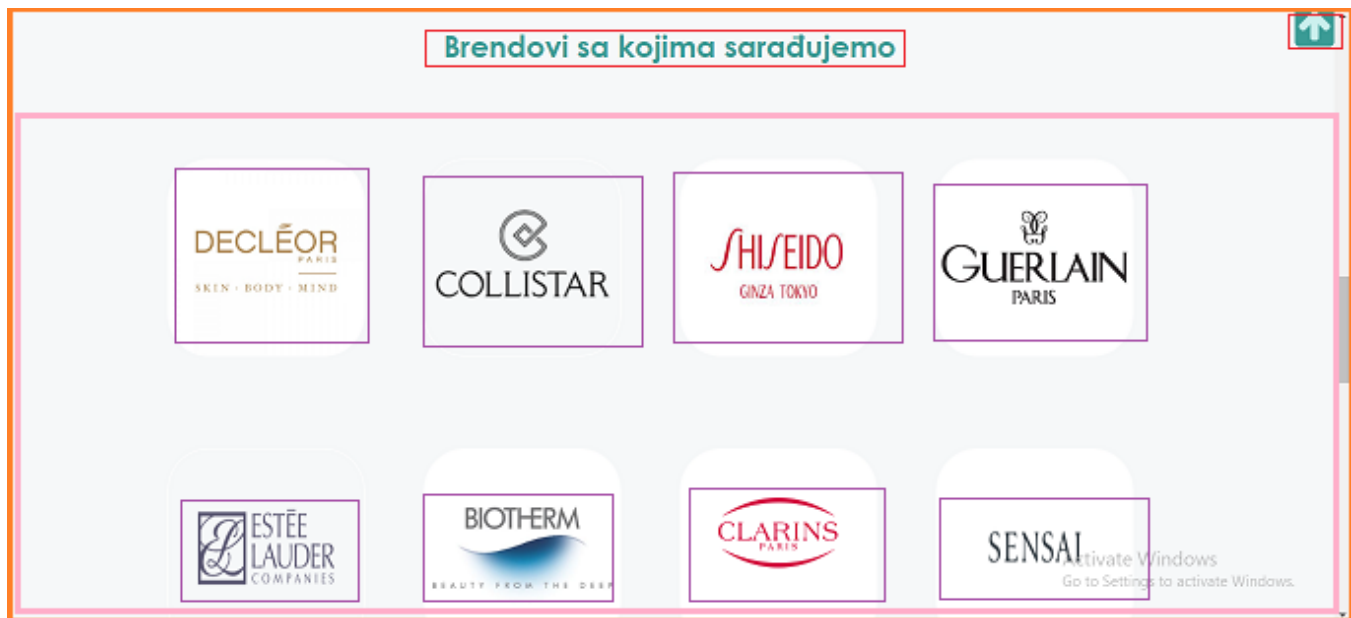 Brendovi sa kojima sarađujemo
DECLÉOR
PARIS
SKIN · BODY · MIND
COLLISTAR
SHISEIDO
GINZA TOKYO
GUERLAIN
PARIS
ESTĒE
LAUDER
COMPANIES
BIOTHERM
BEAUTY FROM THE DEEP
CLARINS
PARIS
SENSAI
Activate Windows
Go to Settings to activate Windows.